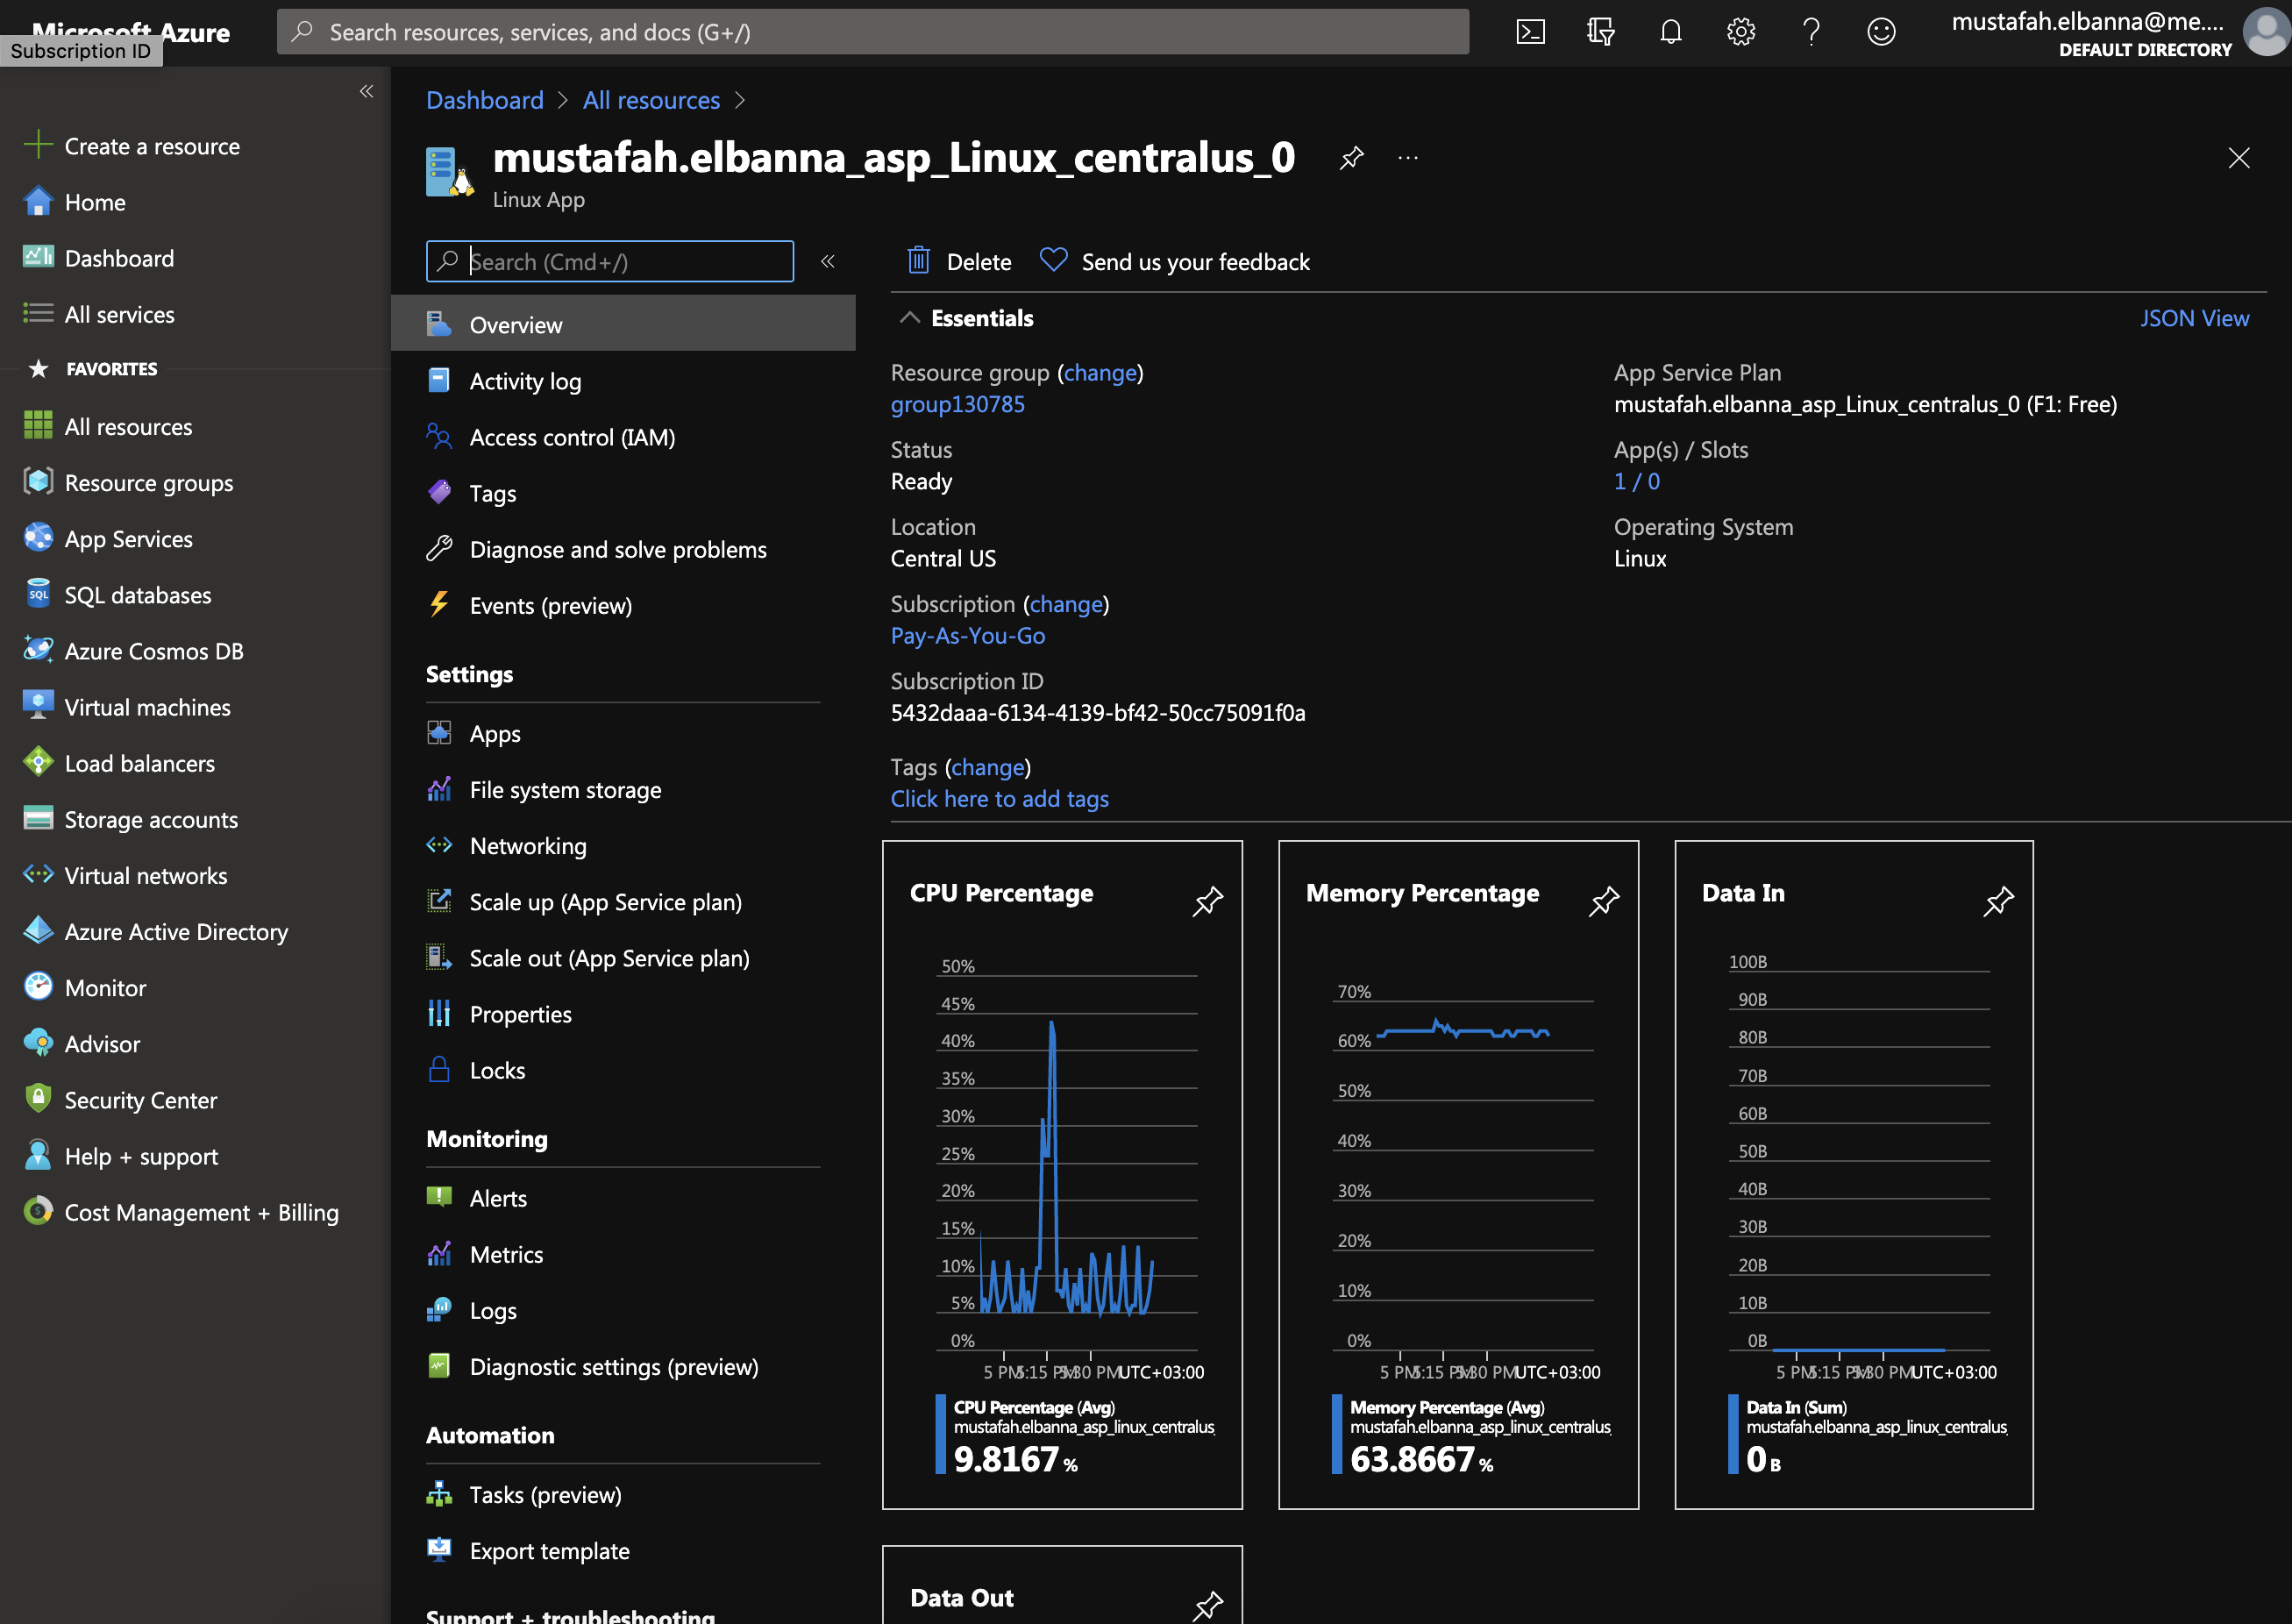 Microsoft Azure
Subscription ID
Search resources, services, and docs (G+/)
mustafah.elbanna@me....
DEFAULT DIRECTORY
Create a resource
Home
Dashboard
All services
FAVORITES
All resources
Resource groups
App Services
SQL databases
Azure Cosmos DB
Virtual machines
Load balancers
Storage accounts
Virtual networks
Azure Active Directory
Monitor
Advisor
Security Center
Help + support
Cost Management + Billing
Dashboard
All resources
mustafah.elbanna_asp_Linux_centralus_0
...
Linux App
Search (Cmd+/)
Overview
Activity log
Access control (IAM)
Tags
Diagnose and solve problems
Events (preview)
Settings
Apps
File system storage
Networking
Scale up (App Service plan)
Scale out (App Service plan)
Properties
Locks
Monitoring
Alerts
Metrics
Logs
Diagnostic settings (preview)
Automation
Tasks (preview)
Export template
Support + troubleshooting
Delete
Send us your feedback
Essentials
JSON View
Resource group (change)
group130785
Status
Ready
Location
Central US
Subscription (change)
Pay-As-You-Go
Subscription ID
5432daaa-6134-4139-bf42-50cc75091f0a
Tags (change)
Click here to add tags
App Service Plan
mustafah.elbanna_asp_Linux_centralus_0 (F1: Free)
App(s) / Slots
1 / 0
Operating System
Linux
CPU Percentage
50%
45%
40%
35%
30%
25%
20%
15%
10%
5%
0%
5 PM 5:15 PM 5:30 PM UTC+03:00
CPU Percentage (Avg)
mustafah.elbanna_asp_linux_centralus_
9.8167 %
Memory Percentage
70%
60%
50%
40%
30%
20%
10%
0%
5 PM 5:15 PM 5:30 PM UTC+03:00
Memory Percentage (Avg)
mustafah.elbanna_asp_linux_centralus_
63.8667 %
Data In
100B
90B
80B
70B
60B
50B
40B
30B
20B
10B
0B
5 PM 5:15 PM 5:30 PM UTC+03:00
Data In (Sum)
mustafah.elbanna_asp_linux_centralus_
0 B
Data Out